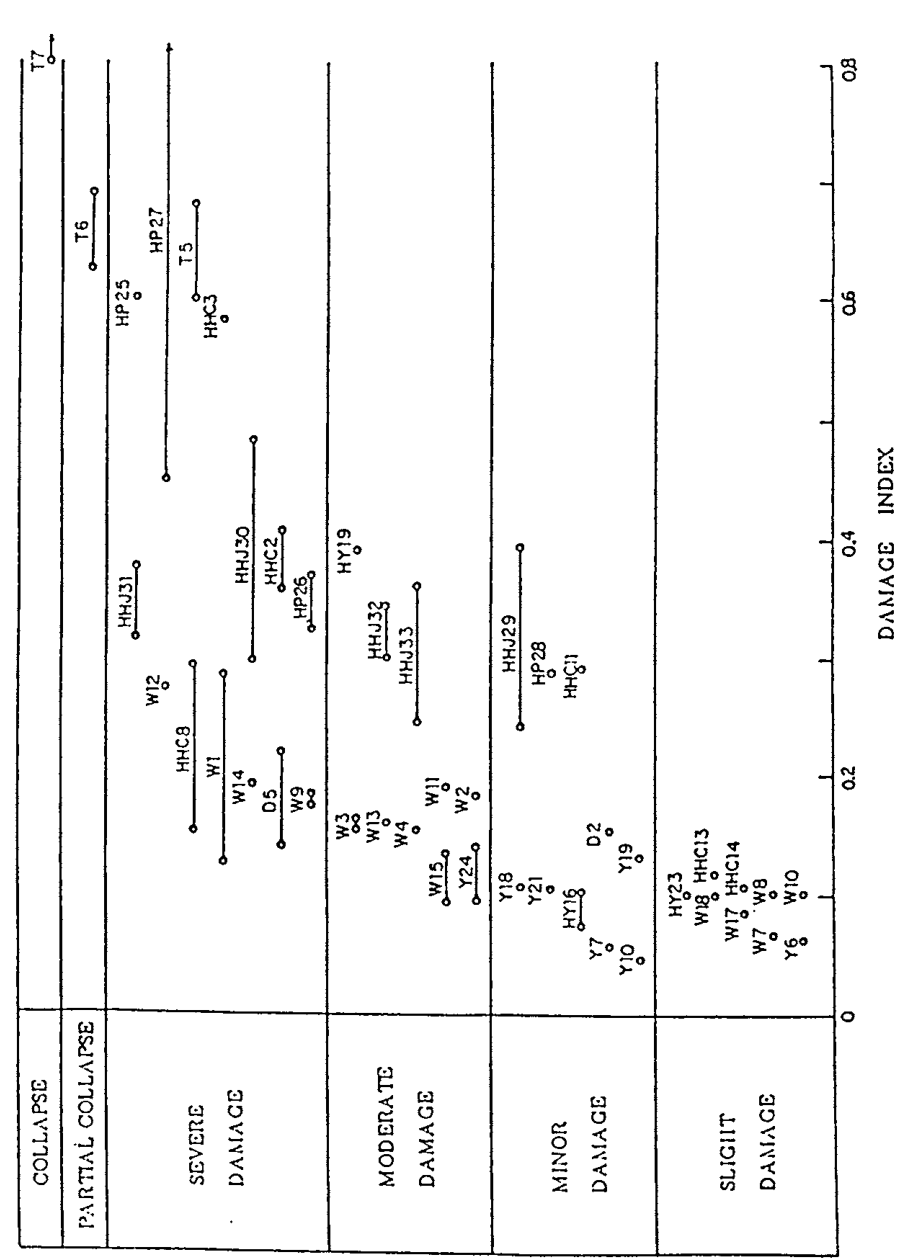 COLLAPSE
T7
PARTIAL COLLAPSE
T6
SEVERE
DAMAGE
HHJ31
HP25
W12
HP27
HHC8
T5
W1
HHC3
W14
HHJ30
D5
HHC2
W9
HP26
MODERATE
DAMAGE
W3
HY19
W13
HHJ32
W4
HHJ33
W15
W11
Y24
W2
MINOR
DAMAGE
Y18
HHJ29
Y21
HP28
HY16
HHC11
Y7
D2
Y10
Y19
SLIGHT
DAMAGE
HY23
W18
HHC13
W17
HHC14
W7
W8
Y6
W10
0
0.2
0.4
0.6
0.8
DAMAGE INDEX